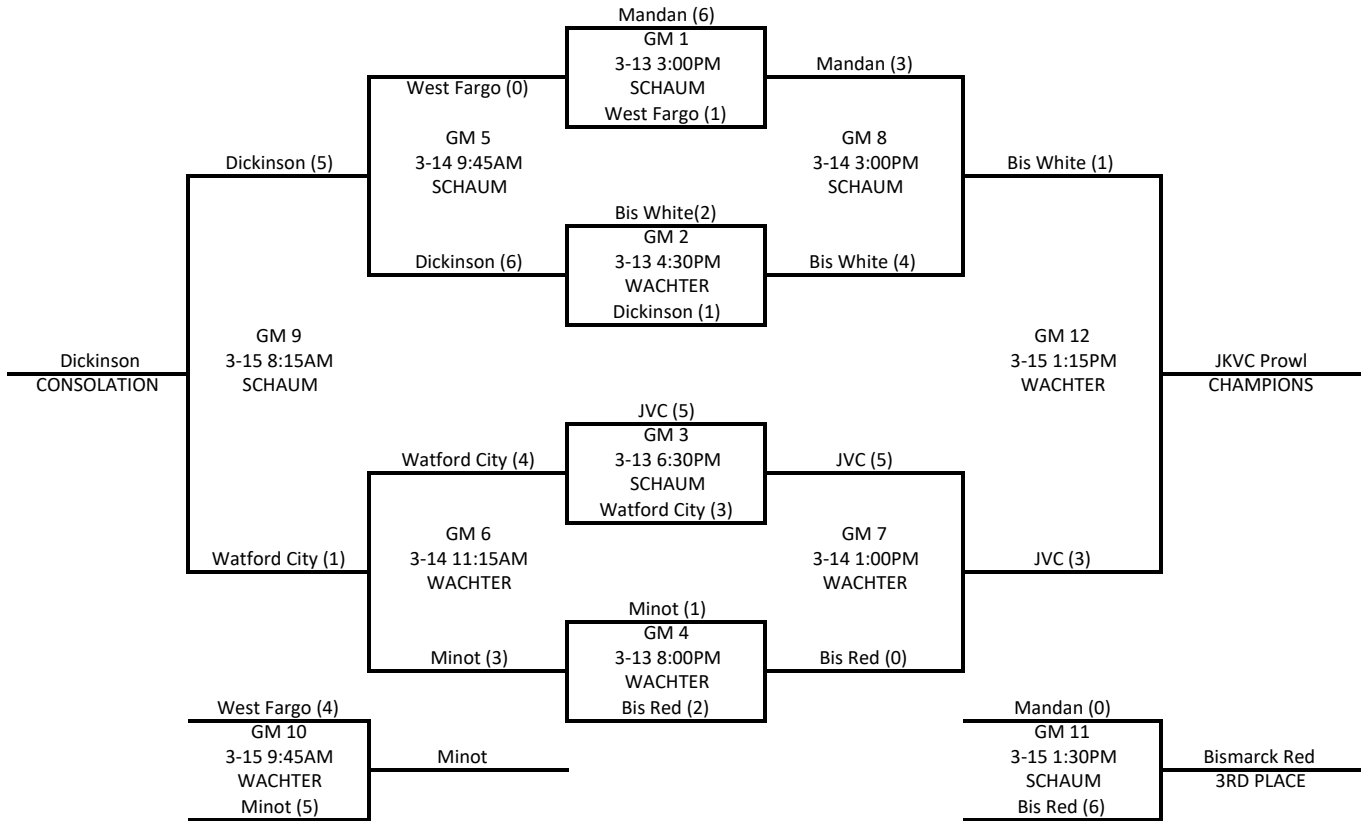 Mandan (6)
GM 1
3-13 3:00PM
SCHAUM
West Fargo (1)
West Fargo (0)
Mandan (3)
GM 5
3-14 9:45AM
SCHAUM
GM 8
3-14 3:00PM
SCHAUM
Dickinson (5)
Bis White (1)
Bis White(2)
GM 2
3-13 4:30PM
WACHTER
Dickinson (1)
Dickinson (6)
Bis White (4)
GM 9
3-15 8:15AM
SCHAUM
GM 12
3-15 1:15PM
WACHTER
Dickinson
CONSOLATION
JKVC Prowl
CHAMPIONS
JVC (5)
GM 3
3-13 6:30PM
SCHAUM
Watford City (3)
Watford City (4)
JVC (5)
GM 6
3-14 11:15AM
WACHTER
GM 7
3-14 1:00PM
WACHTER
Watford City (1)
JVC (3)
Minot (1)
GM 4
3-13 8:00PM
WACHTER
Bis Red (2)
Minot (3)
Bis Red (0)
West Fargo (4)
GM 10
3-15 9:45AM
WACHTER
Minot (5)
Minot
Mandan (0)
GM 11
3-15 1:30PM
SCHAUM
Bis Red (6)
Bismarck Red
3RD PLACE